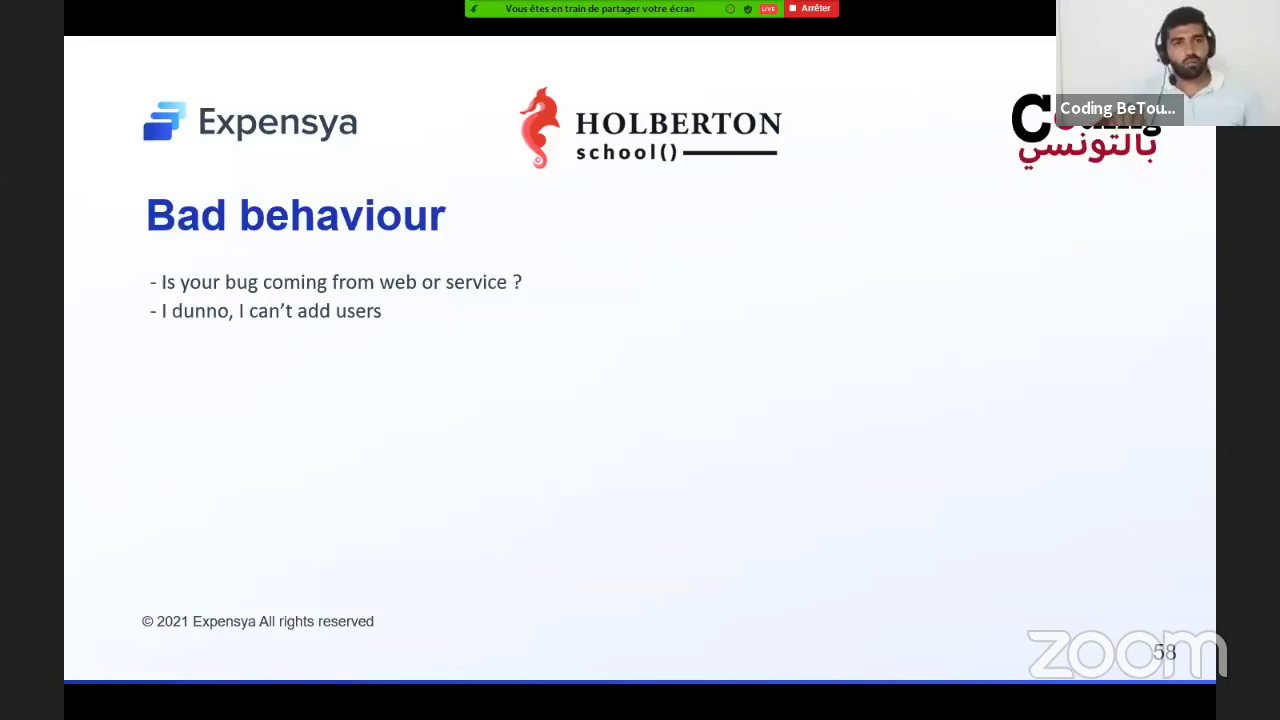 Vous êtes en train de partager votre écran
LIVE
Arrêter
Expensya
HOLBERTON
school()
Coding BeTou...
بالتونسي
Bad behaviour
- Is your bug coming from web or service ?
- I dunno, I can't add users
© 2021 Expensya All rights reserved
zoom
58